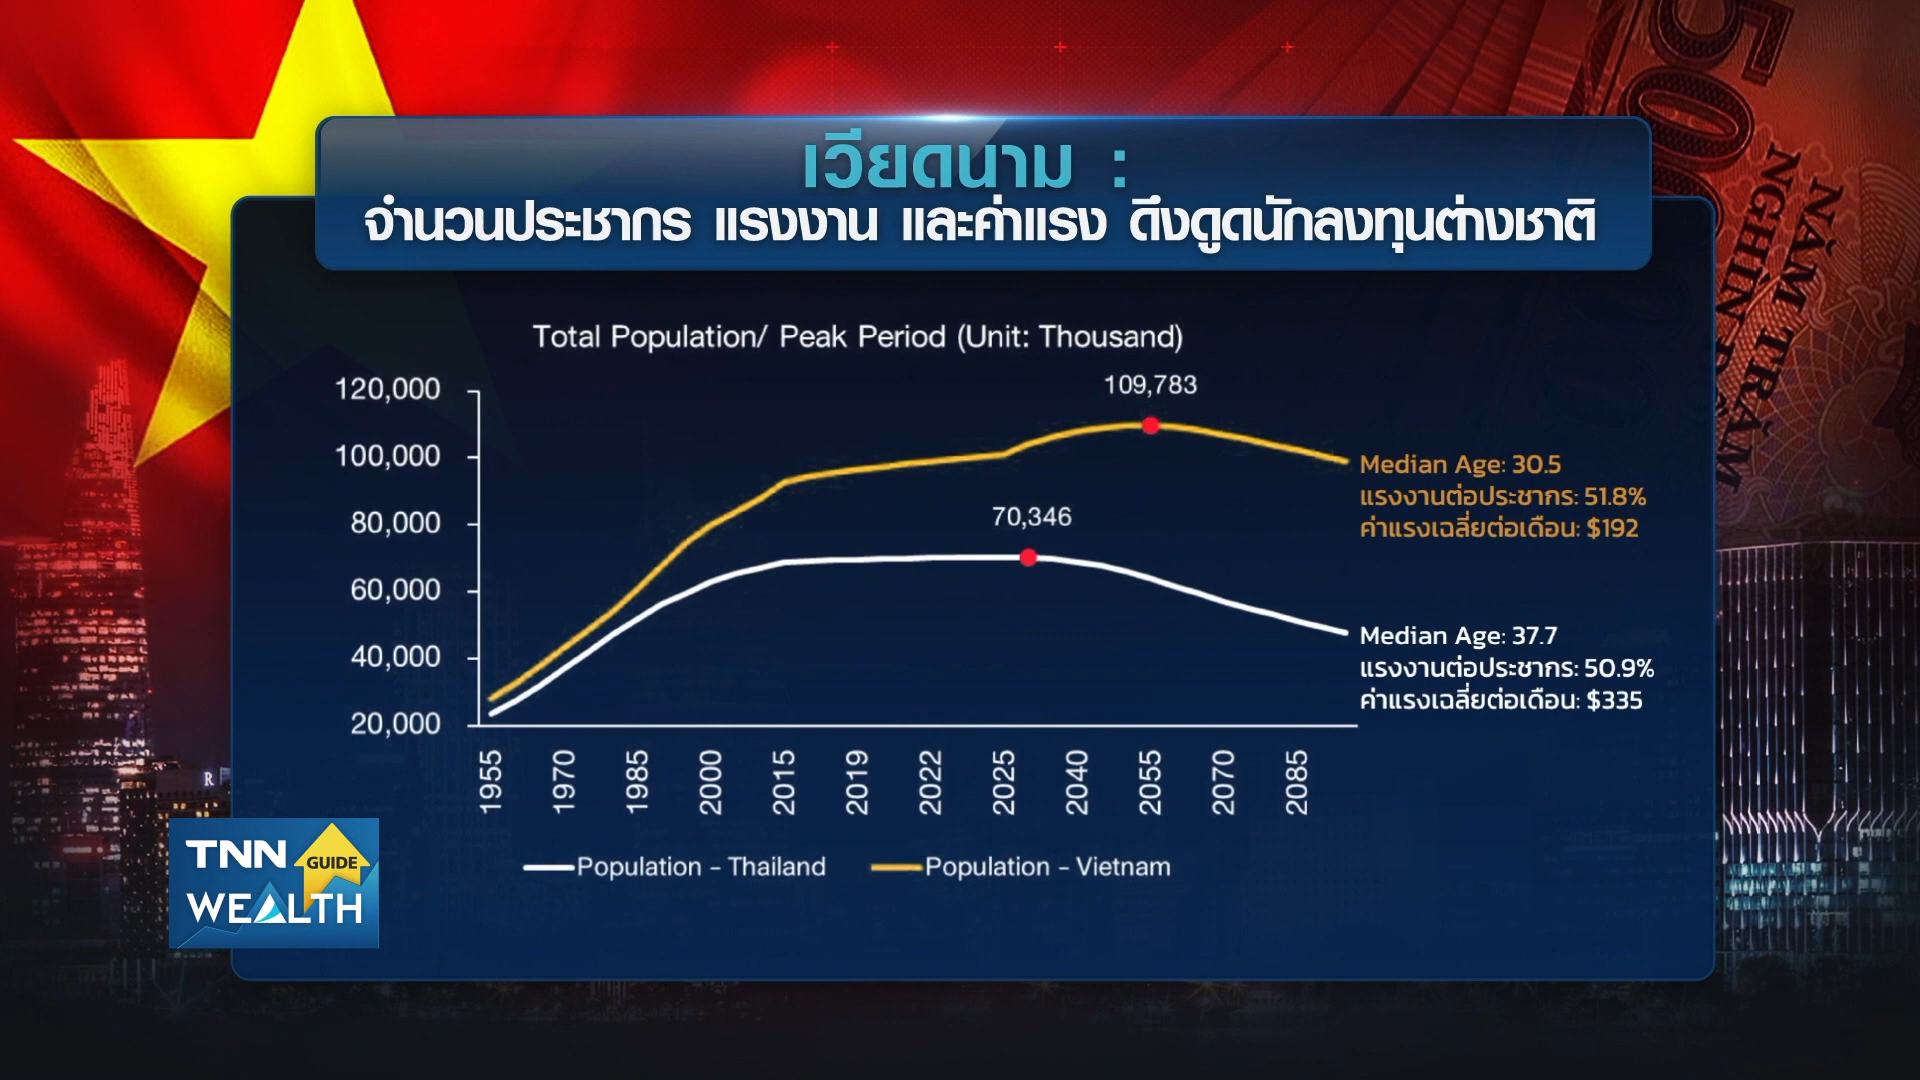 เวียดนาม :
จำนวนประชากร แรงงาน และค่าแรง ดึงดูดนักลงทุนต่างชาติ
Total Population/ Peak Period (Unit: Thousand)
120,000
100,000
80,000
60,000
40,000
20,000
109,783
70,346
Median Age: 30.5
แรงงานต่อประชากร: 51.8%
ค่าแรงเฉลี่ยต่อเดือน: $192
Median Age: 37.7
แรงงานต่อประชากร: 50.9%
ค่าแรงเฉลี่ยต่อเดือน: $335
1955 1970 1985 2000 2015 2019 2022 2025 2040 2055 2070 2085
Population - Thailand Population - Vietnam
TNN GUIDE
WEALTH
500
NĂM TRĂM
NGHÌN
R